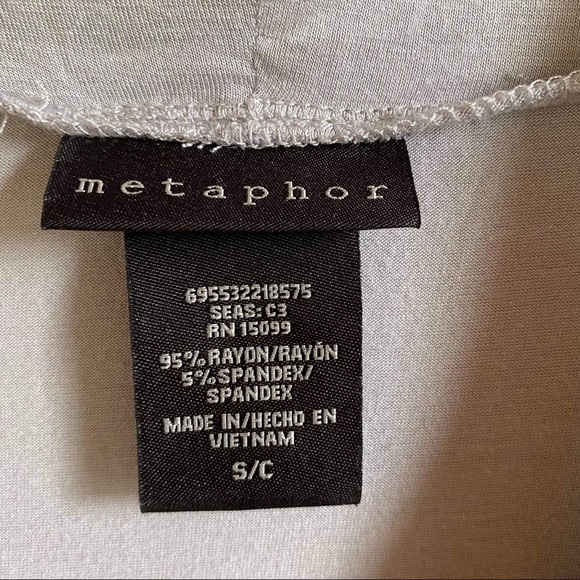 metaphor
695532218575
SEAS: C3
RN 15099
95% RAYON/RAYÓN
5% SPANDEX/
SPANDEX
MADE IN/HECHO EN
VIETNAM
S/C